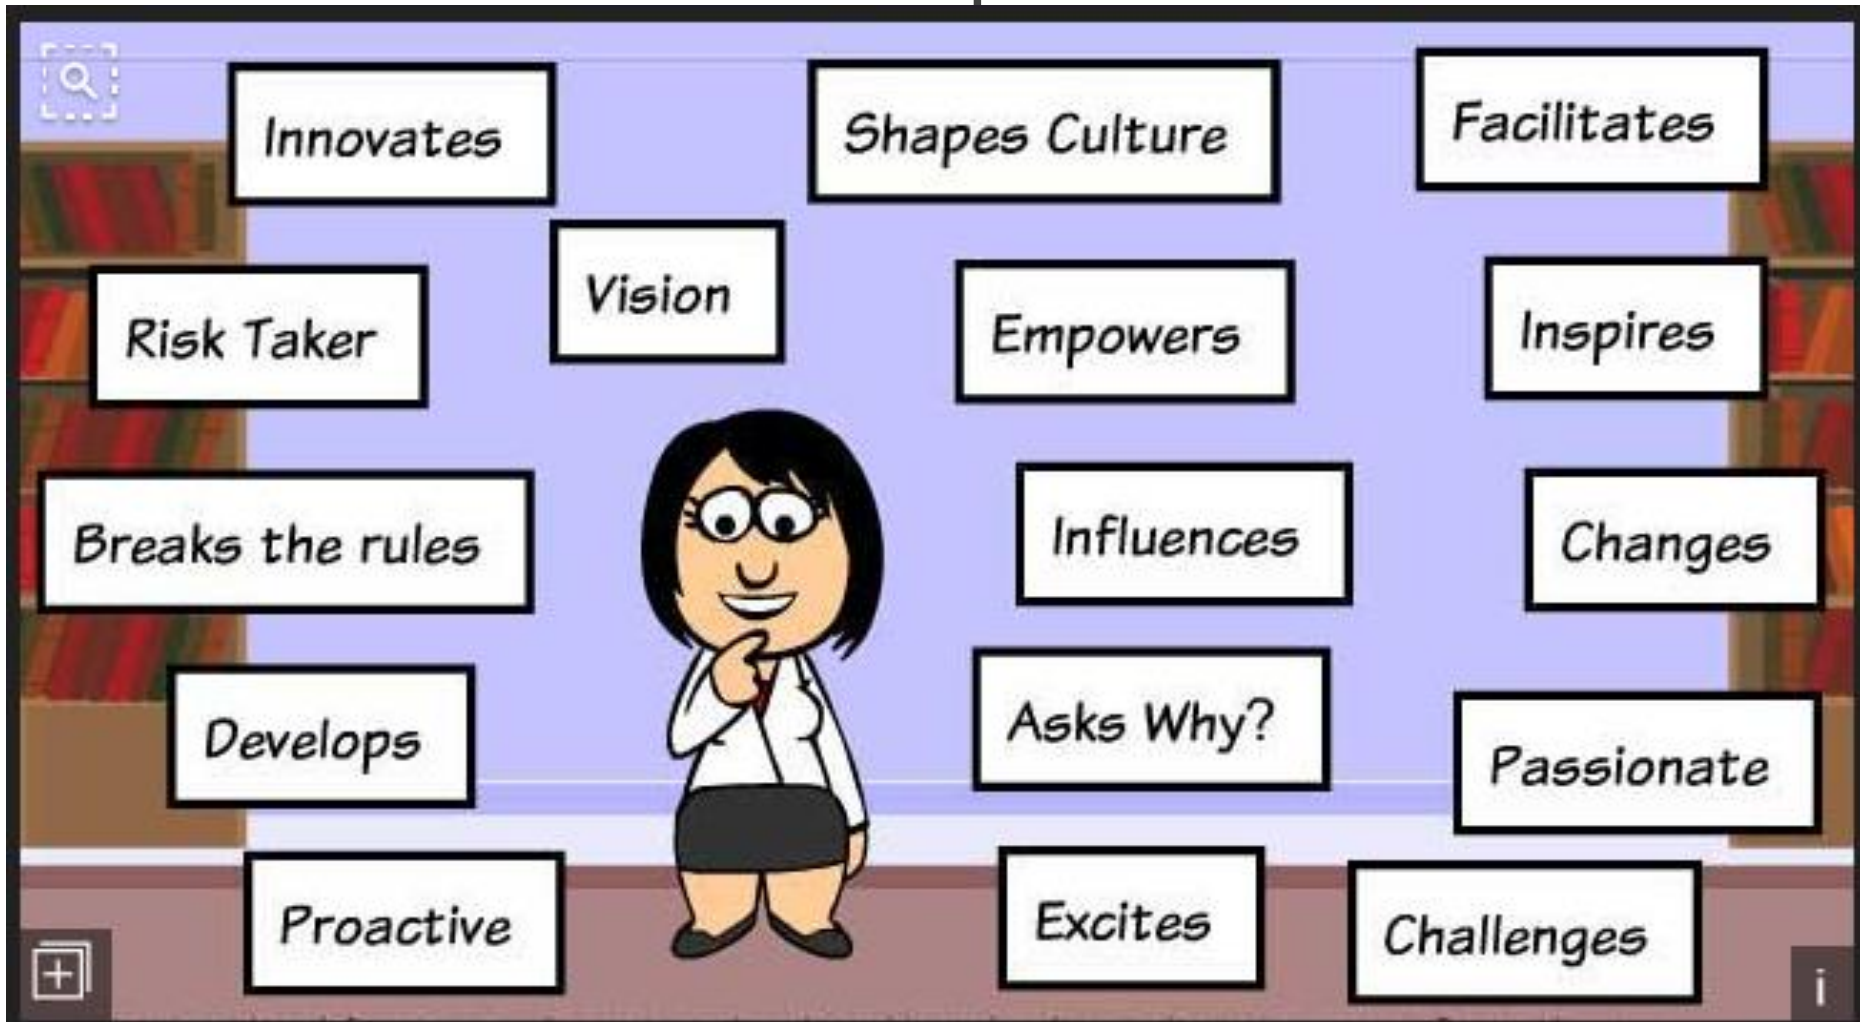 Innovates
Shapes Culture
Facilitates
Vision
Risk Taker
Empowers
Inspires
Breaks the rules
Influences
Changes
Develops
Asks Why?
Passionate
Proactive
Excites
Challenges
i